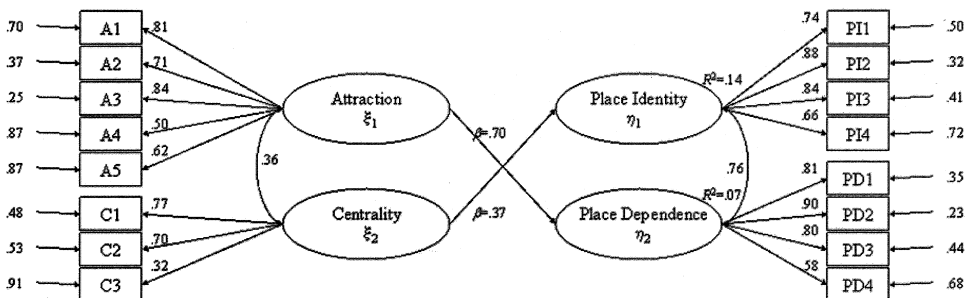 .70 A1 .81
.37 A2 .71
.25 A3 .84
.87 A4 .50
.87 A5 .62
.48 C1 .77
.53 C2 .70
.91 C3 .32
Attraction
ξ1
.36
Centrality
ξ2
β=.70
β=.37
Place Identity
η1
R²=.14
.76
Place Dependence
η2
R²=.07
.74 PI1 .50
.88 PI2 .32
.84 PI3 .41
.66 PI4 .72
.81 PD1 .35
.90 PD2 .23
.80 PD3 .44
.58 PD4 .68